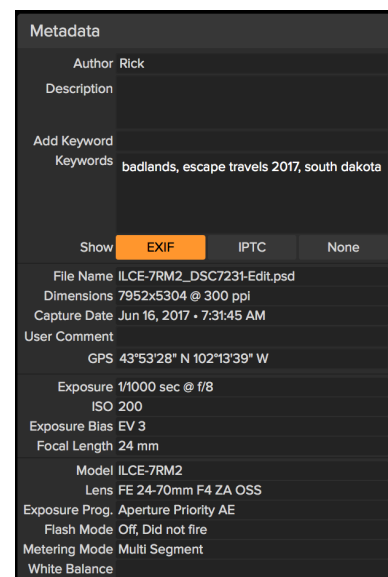 Metadata
Author Rick
Description
Add Keyword
Keywords badlands, escape travels 2017, south dakota
Show EXIF IPTC None
File Name ILCE-7RM2_DSC7231-Edit.psd
Dimensions 7952x5304 @ 300 ppi
Capture Date Jun 16, 2017 • 7:31:45 AM
User Comment
GPS 43°53'28" N 102°13'39" W
Exposure 1/1000 sec @ f/8
ISO 200
Exposure Bias EV 3
Focal Length 24 mm
Model ILCE-7RM2
Lens FE 24-70mm F4 ZA OSS
Exposure Prog. Aperture Priority AE
Flash Mode Off, Did not fire
Metering Mode Multi Segment
White Balance